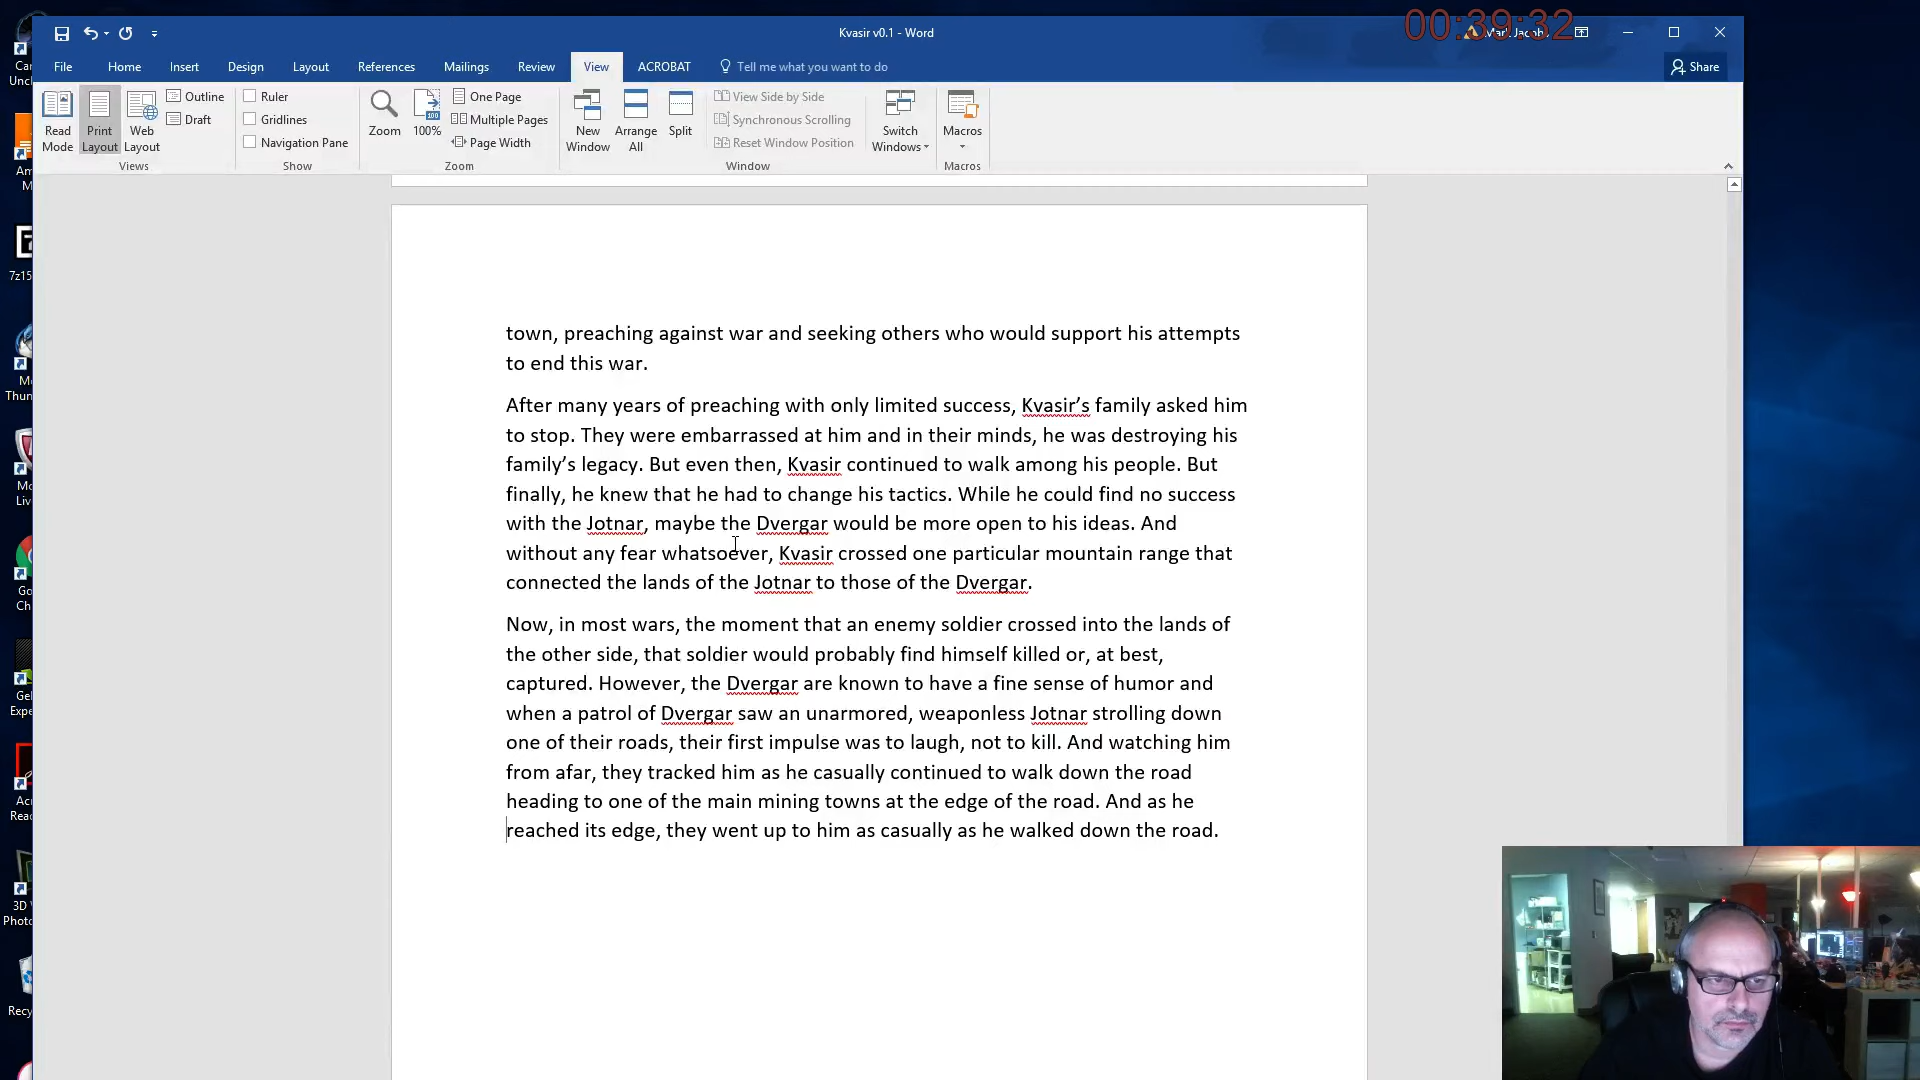 00:39:32
Kvasir v0.1 - Word
File Home Insert Design Layout References Mailings Review View ACROBAT Tell me what you want to do Share
Read Mode
Print Layout
Web Layout
Outline
Draft
Views
Ruler
Gridlines
Navigation Pane
Show
Zoom
100%
One Page
Multiple Pages
Page Width
Zoom
New Window
Arrange All
Split
View Side by Side
Synchronous Scrolling
Reset Window Position
Window
Switch Windows
Macros
Macros
town, preaching against war and seeking others who would support his attempts
to end this war.
After many years of preaching with only limited success, Kvasir’s family asked him
to stop. They were embarrassed at him and in their minds, he was destroying his
family’s legacy. But even then, Kvasir continued to walk among his people. But
finally, he knew that he had to change his tactics. While he could find no success
with the Jotnar, maybe the Dvergar would be more open to his ideas. And
without any fear whatsoever, Kvasir crossed one particular mountain range that
connected the lands of the Jotnar to those of the Dvergar.
Now, in most wars, the moment that an enemy soldier crossed into the lands of
the other side, that soldier would probably find himself killed or, at best,
captured. However, the Dvergar are known to have a fine sense of humor and
when a patrol of Dvergar saw an unarmored, weaponless Jotnar strolling down
one of their roads, their first impulse was to laugh, not to kill. And watching him
from afar, they tracked him as he casually continued to walk down the road
heading to one of the main mining towns at the edge of the road. And as he
reached its edge, they went up to him as casually as he walked down the road.
7z15